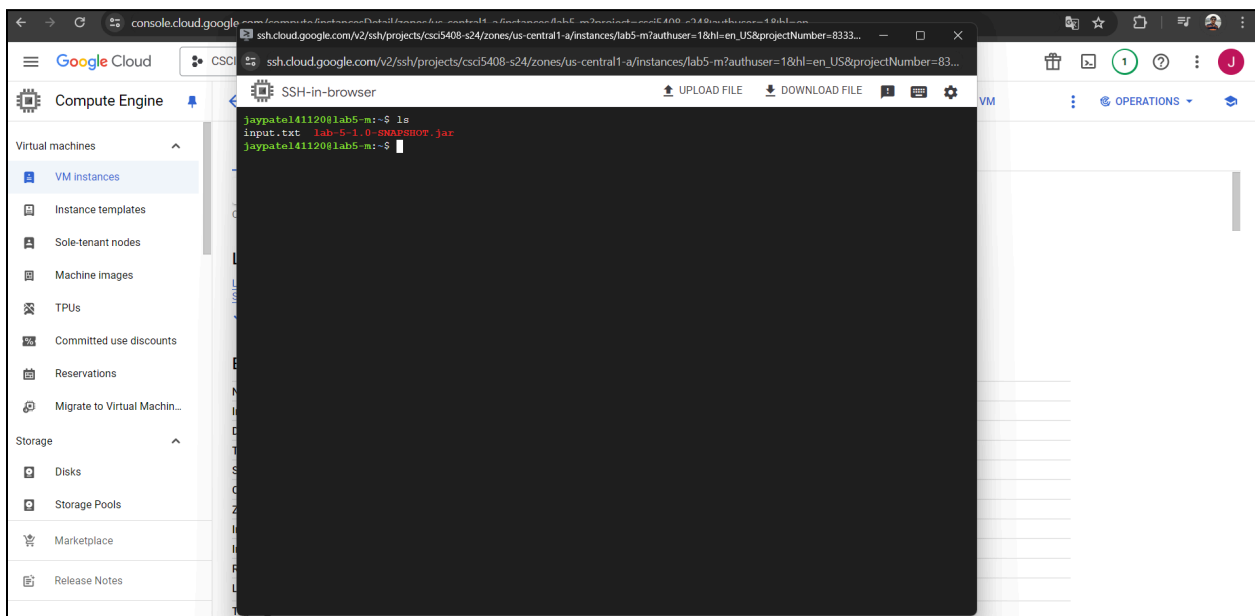 console.cloud.google.com/compute/instancesDetail/zones/us-central1-a/instances/lab5-m?project=csci5408-s24&authuser=1&hl=en
ssh.cloud.google.com/v2/ssh/projects/csci5408-s24/zones/us-central1-a/instances/lab5-m?authuser=1&hl=en_US&projectNumber=8333...
ssh.cloud.google.com/v2/ssh/projects/csci5408-s24/zones/us-central1-a/instances/lab5-m?authuser=1&hl=en_US&projectNumber=83...
Google Cloud
CSCI
1
J
Compute Engine
SSH-in-browser
UPLOAD FILE
DOWNLOAD FILE
VM
OPERATIONS
jaypatel41120@lab5-m:~$ ls
input.txt lab-5-1.0-SNAPSHOT.jar
jaypatel41120@lab5-m:~$
Virtual machines
VM instances
Instance templates
Sole-tenant nodes
Machine images
TPUs
Committed use discounts
Reservations
Migrate to Virtual Machin...
Storage
Disks
Storage Pools
Marketplace
Release Notes